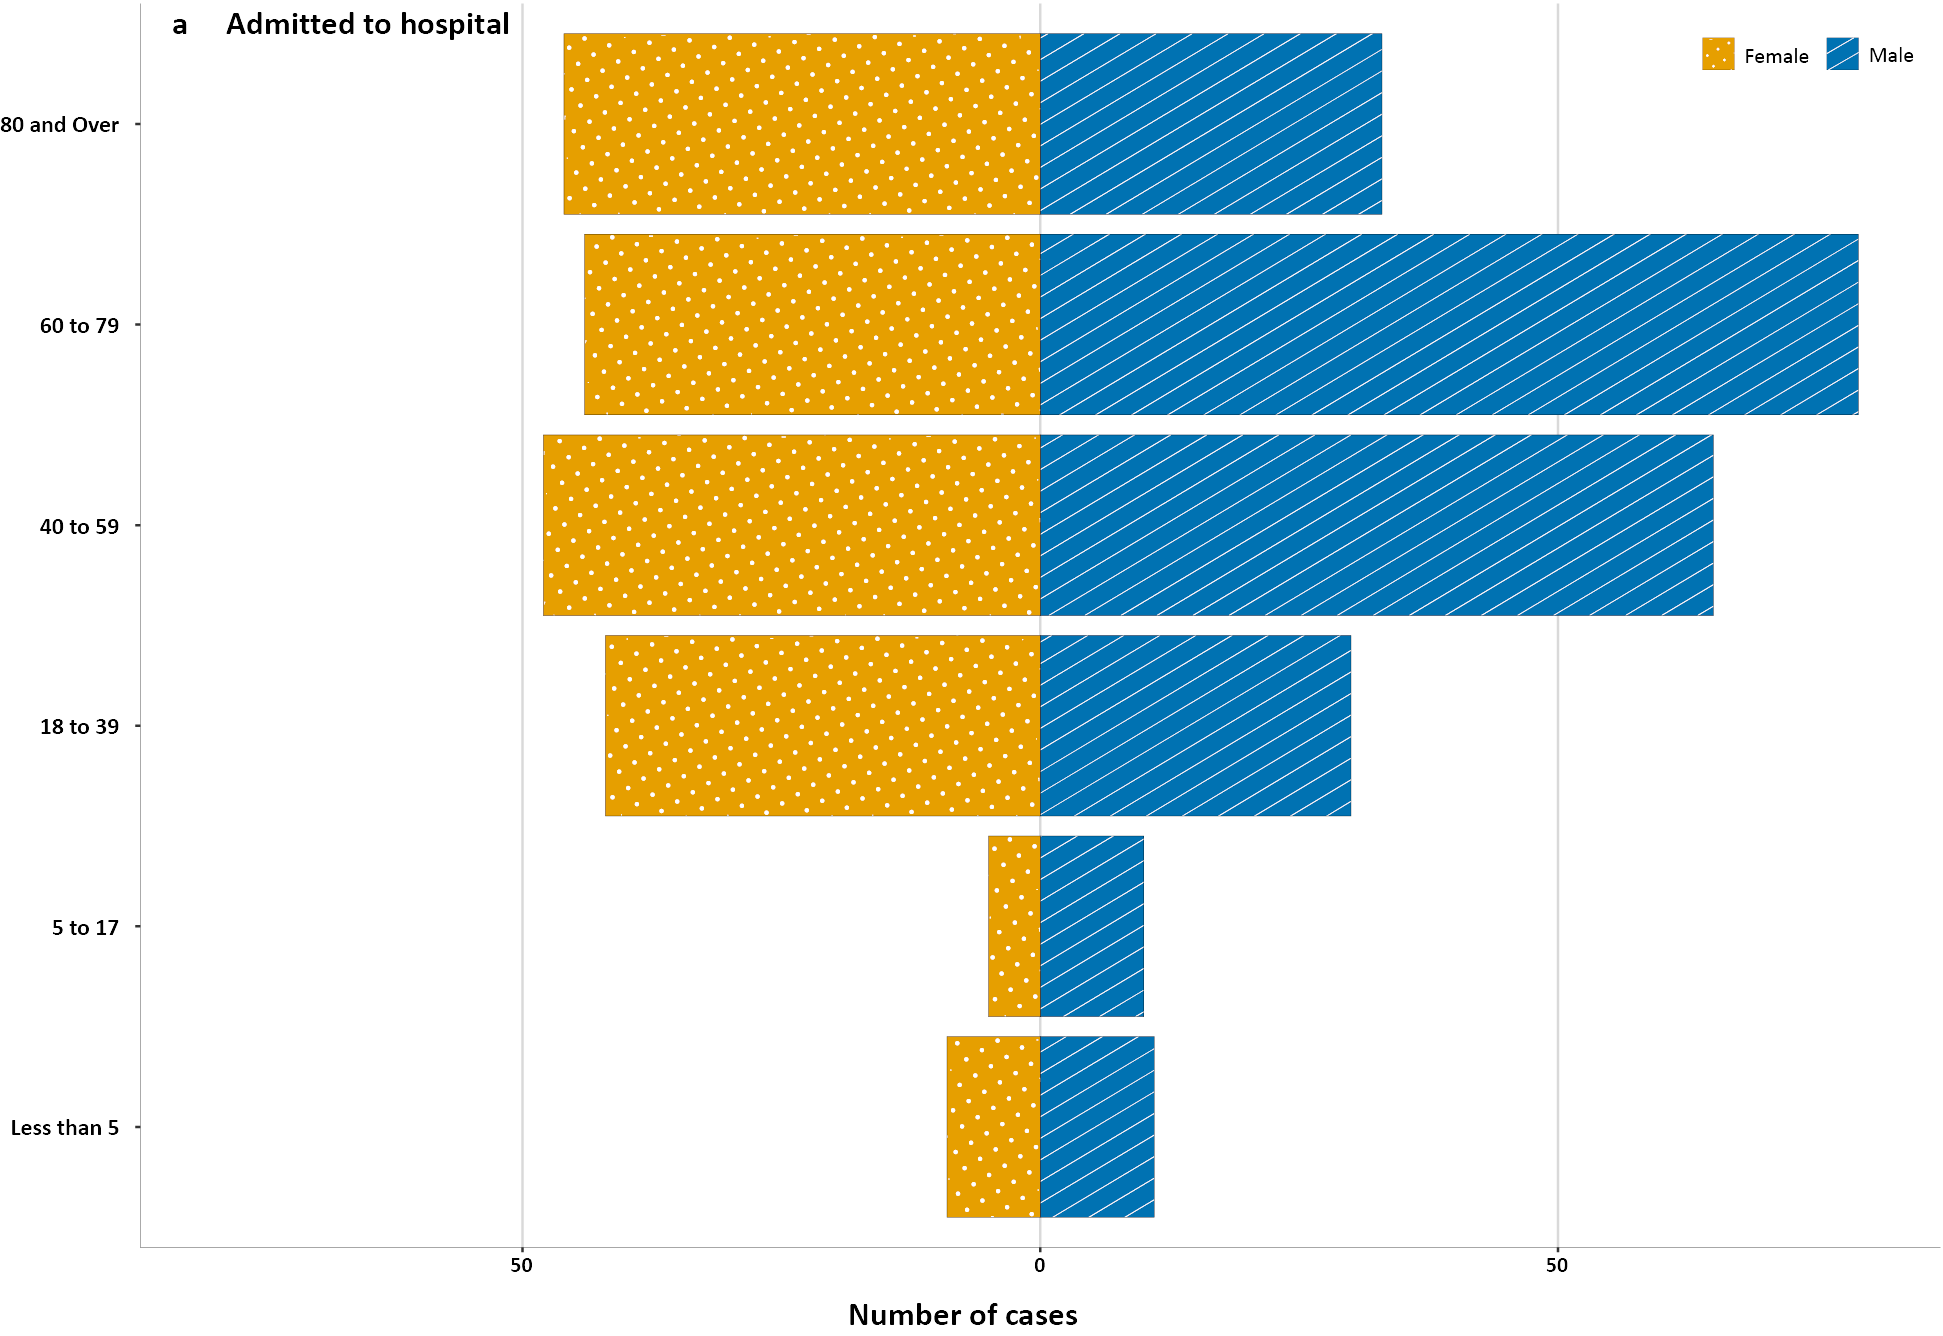 a Admitted to hospital
Female Male
80 and Over
60 to 79
40 to 59
18 to 39
5 to 17
Less than 5
50 0 50
Number of cases